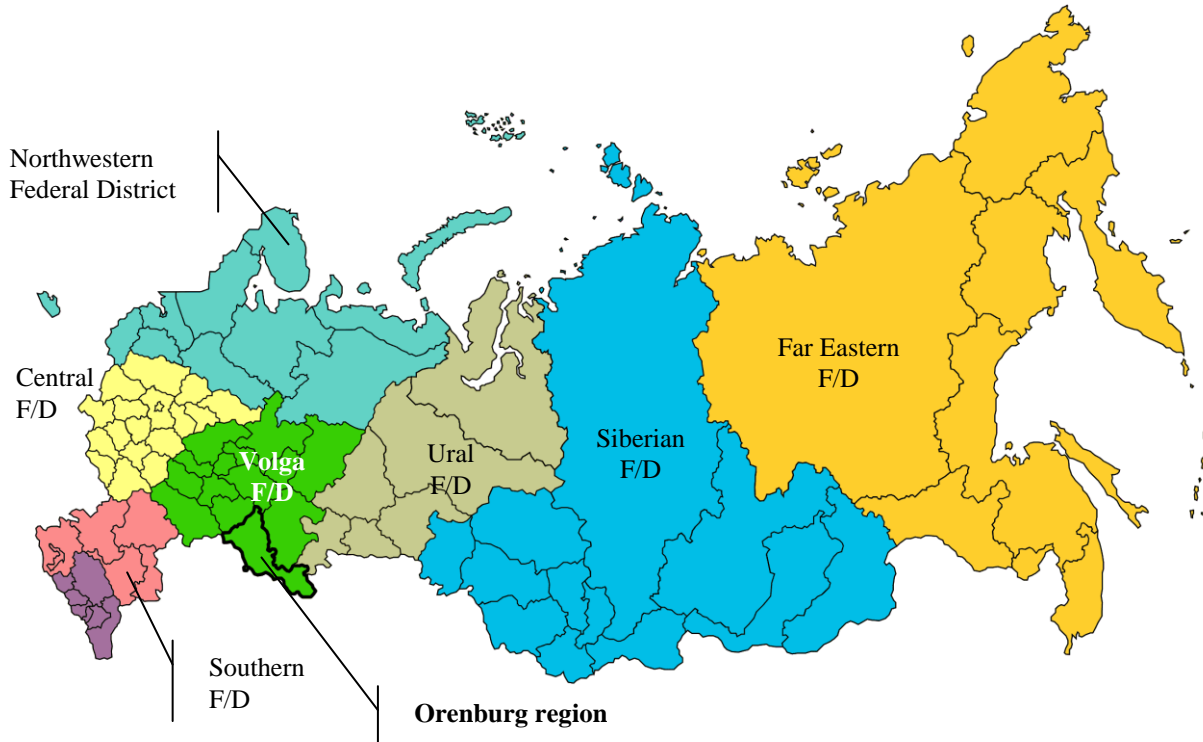 Northwestern
Federal District
Central
F/D
Volga
F/D
Ural
F/D
Siberian
F/D
Far Eastern
F/D
Southern
F/D
Orenburg region